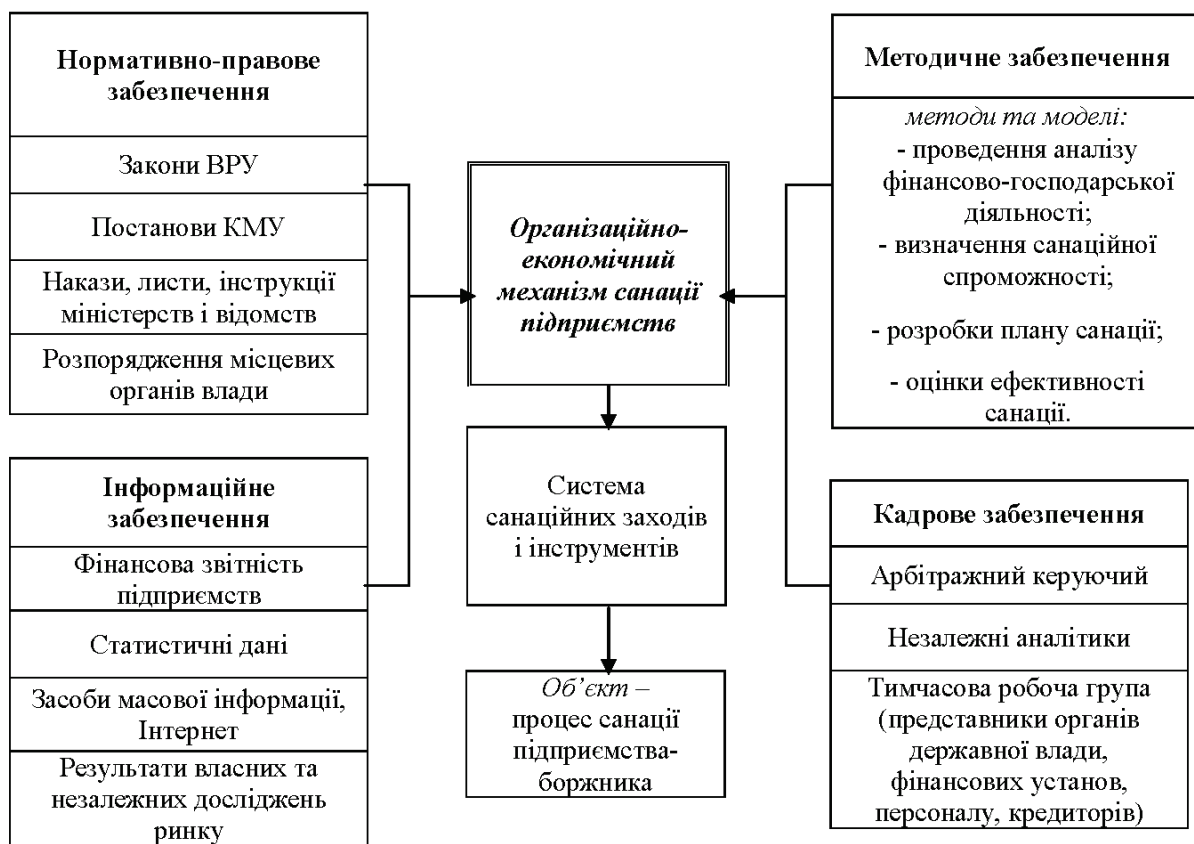 Нормативно-правове
забезпечення
Закони ВРУ
Постанови КМУ
Накази, листи, інструкції
міністерств і відомств
Розпорядження місцевих
органів влади
Інформаційне
забезпечення
Фінансова звітність
підприємств
Статистичні дані
Засоби масової інформації,
Інтернет
Результати власних та
незалежних досліджень
ринку
Організаційно-
економічний
механізм санації
підприємств
Система
санаційних заходів
і інструментів
Об’єкт –
процес санації
підприємства-
боржника
Методичне забезпечення
методи та моделі:
- проведення аналізу
фінансово-господарської
діяльності;
- визначення санаційної
спроможності;
- розробки плану санації;
- оцінки ефективності
санації.
Кадрове забезпечення
Арбітражний керуючий
Незалежні аналітики
Тимчасова робоча група
(представники органів
державної влади,
фінансових установ,
персоналу, кредиторів)